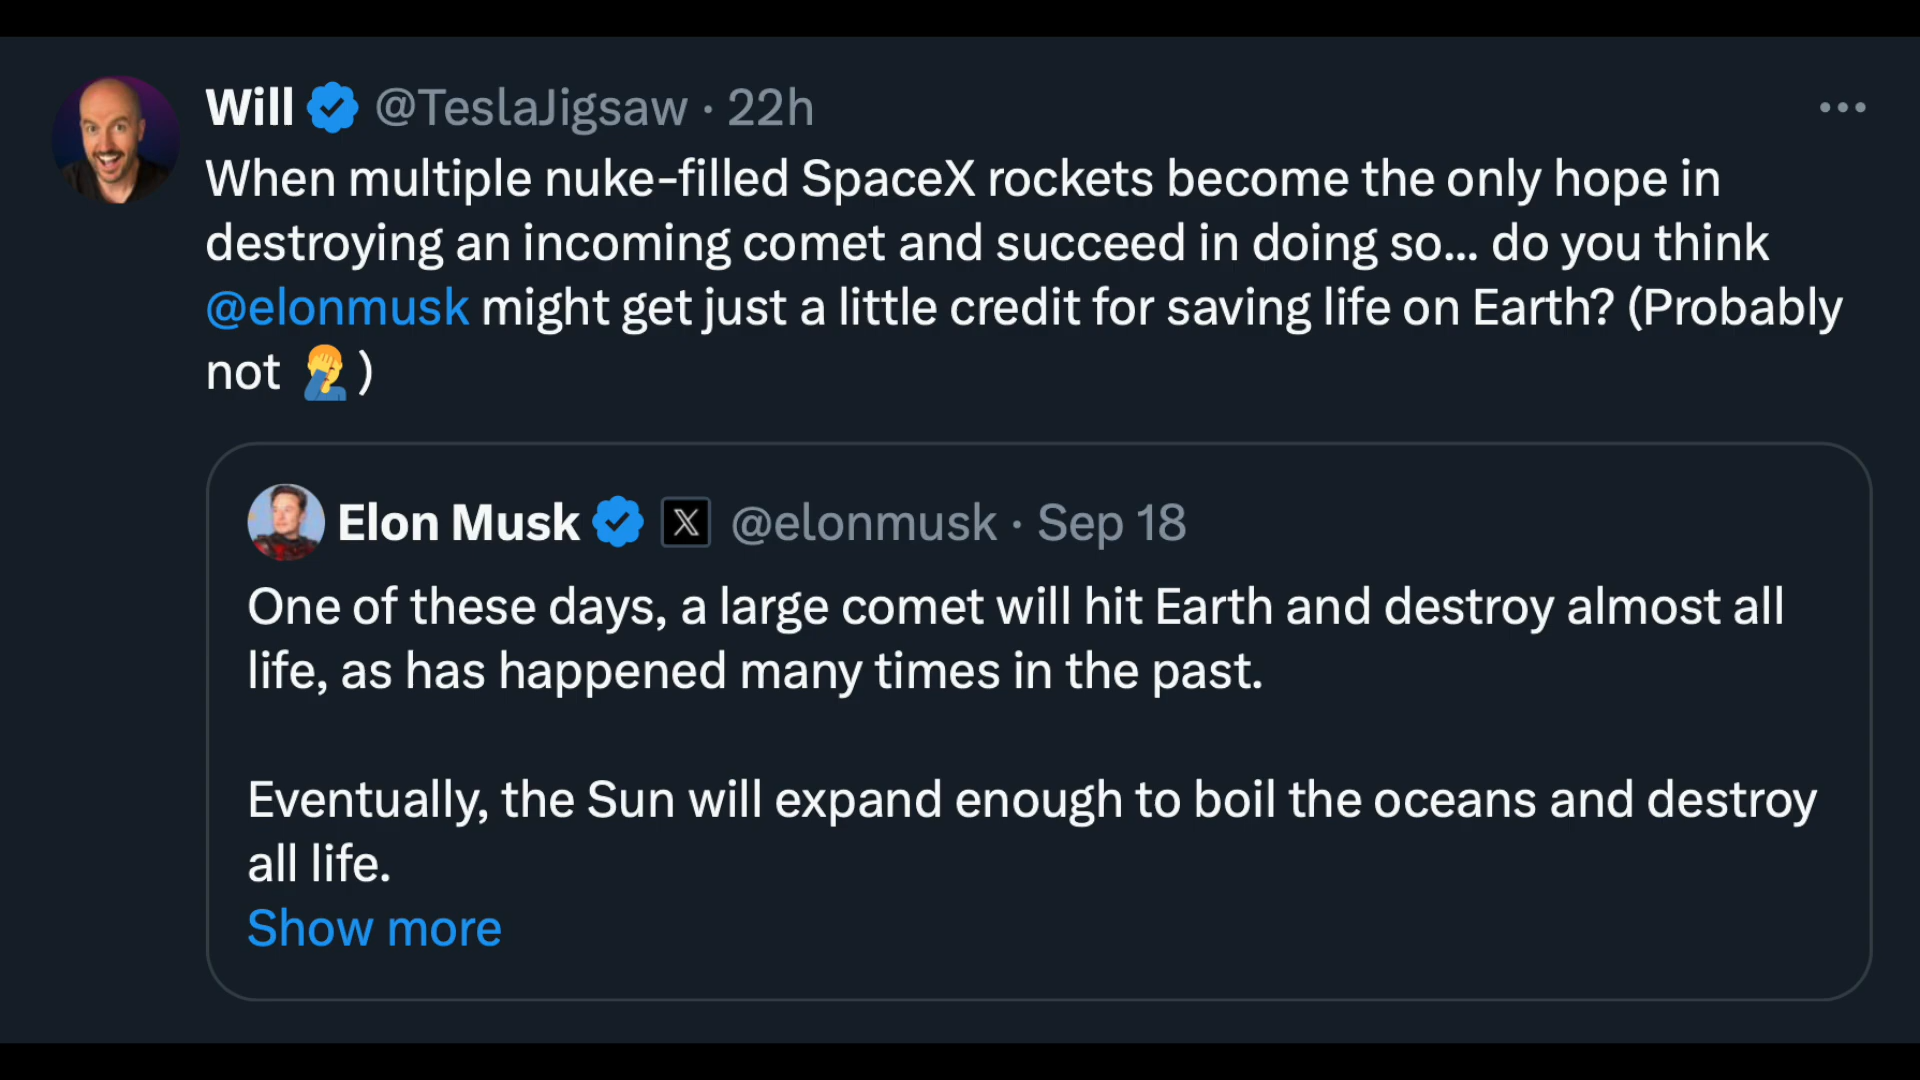 Will @TeslaJigsaw · 22h
When multiple nuke-filled SpaceX rockets become the only hope in
destroying an incoming comet and succeed in doing so... do you think
@elonmusk might get just a little credit for saving life on Earth? (Probably
not 🤦‍♂️)
Elon Musk X @elonmusk · Sep 18
One of these days, a large comet will hit Earth and destroy almost all
life, as has happened many times in the past.
Eventually, the Sun will expand enough to boil the oceans and destroy
all life.
Show more